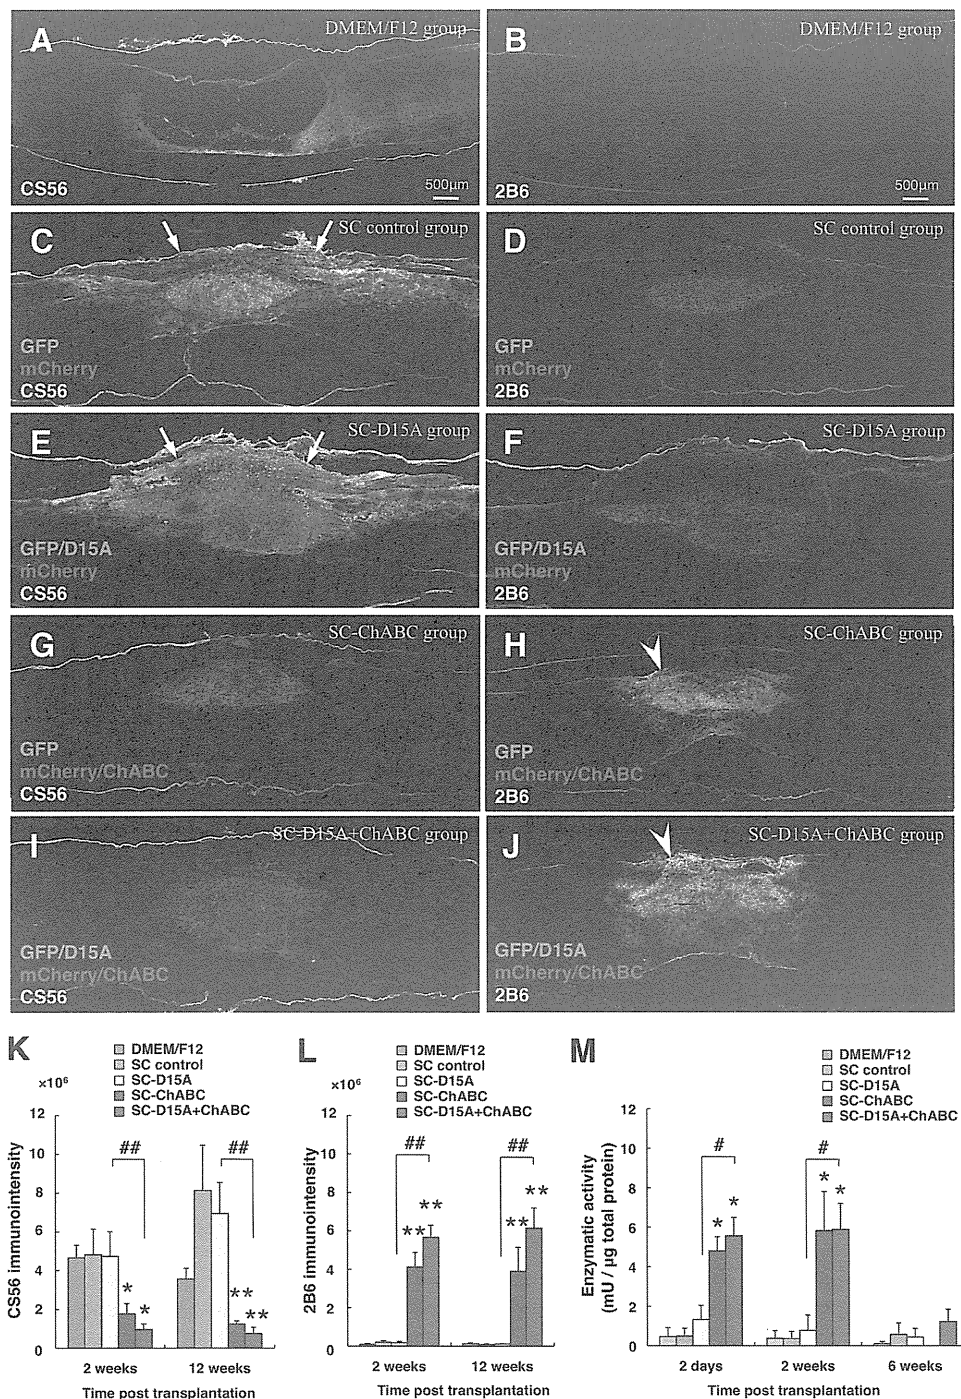 A
DMEM/F12 group
CS56
500µm
B
DMEM/F12 group
2B6
500µm
C
SC control group
GFP
mCherry
CS56
D
SC control group
GFP
mCherry
2B6
E
SC-D15A group
GFP/D15A
mCherry
CS56
F
SC-D15A group
GFP/D15A
mCherry
2B6
G
SC-ChABC group
GFP
mCherry/ChABC
CS56
H
SC-ChABC group
GFP
mCherry/ChABC
2B6
I
SC-D15A+ChABC group
GFP/D15A
mCherry/ChABC
CS56
J
SC-D15A+ChABC group
GFP/D15A
mCherry/ChABC
2B6
K
DMEM/F12
SC control
SC-D15A
SC-ChABC
SC-D15A+ChABC
×10⁶
12
10
8
6
4
2
0
CS56 immunointensity
##
##
*
*
**
**
2 weeks
12 weeks
Time post transplantation
L
DMEM/F12
SC control
SC-D15A
SC-ChABC
SC-D15A+ChABC
×10⁶
12
10
8
6
4
2
0
2B6 immunointensity
##
##
**
**
**
**
2 weeks
12 weeks
Time post transplantation
M
DMEM/F12
SC control
SC-D15A
SC-ChABC
SC-D15A+ChABC
12
10
8
6
4
2
0
Enzymatic activity
(mU / µg total protein)
#
#
*
*
*
*
2 days
2 weeks
6 weeks
Time post transplantation